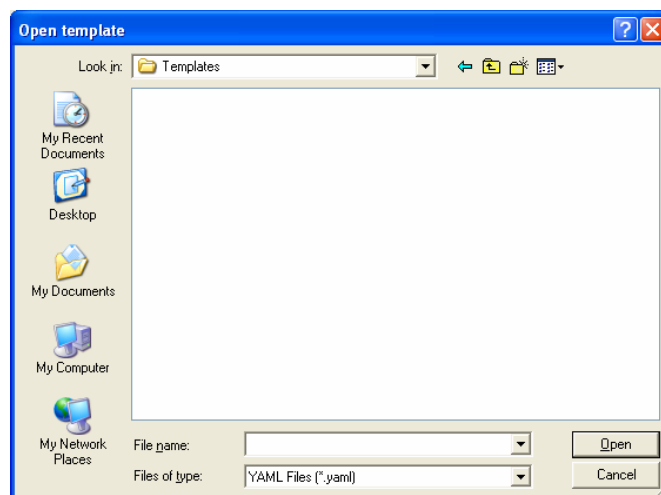 Open template
Look in:
Templates
My Recent
Documents
Desktop
My Documents
My Computer
My Network
Places
File name:
Open
Files of type:
YAML Files (*.yaml)
Cancel